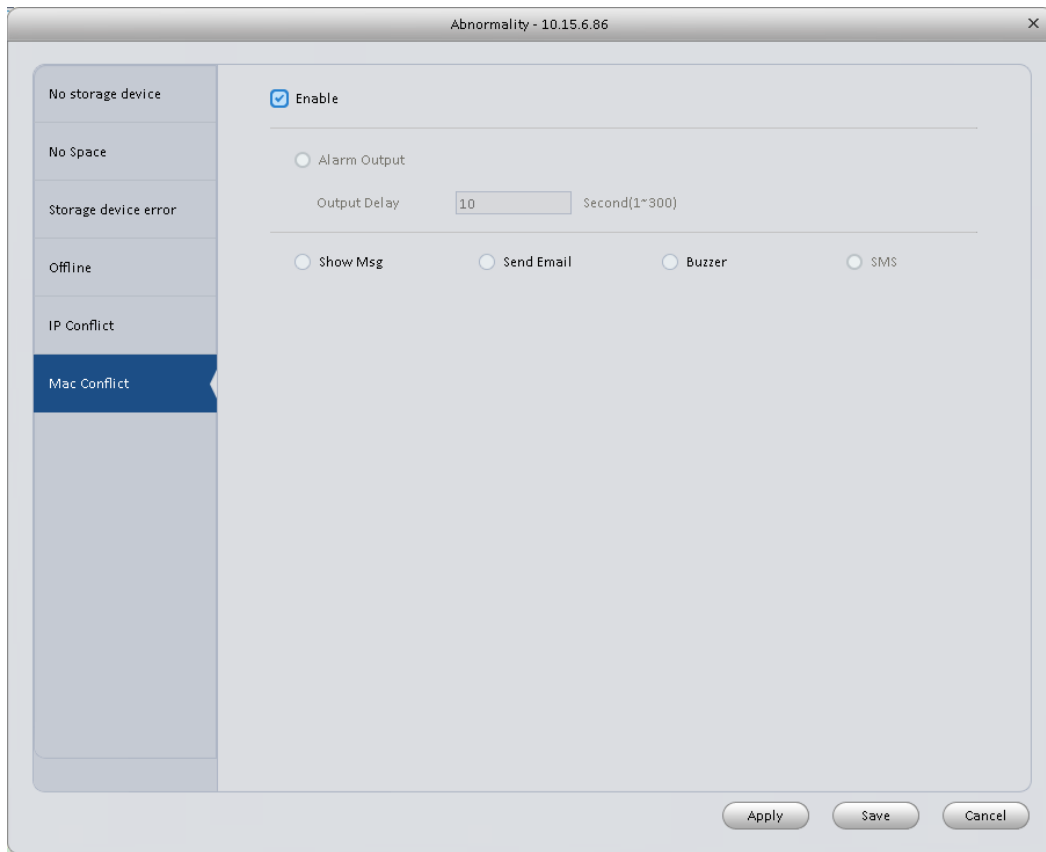 Abnormality - 10.15.6.86
No storage device
No Space
Storage device error
Offline
IP Conflict
Mac Conflict
Enable
Alarm Output
Output Delay 10 Second(1~300)
Show Msg Send Email Buzzer SMS
Apply Save Cancel